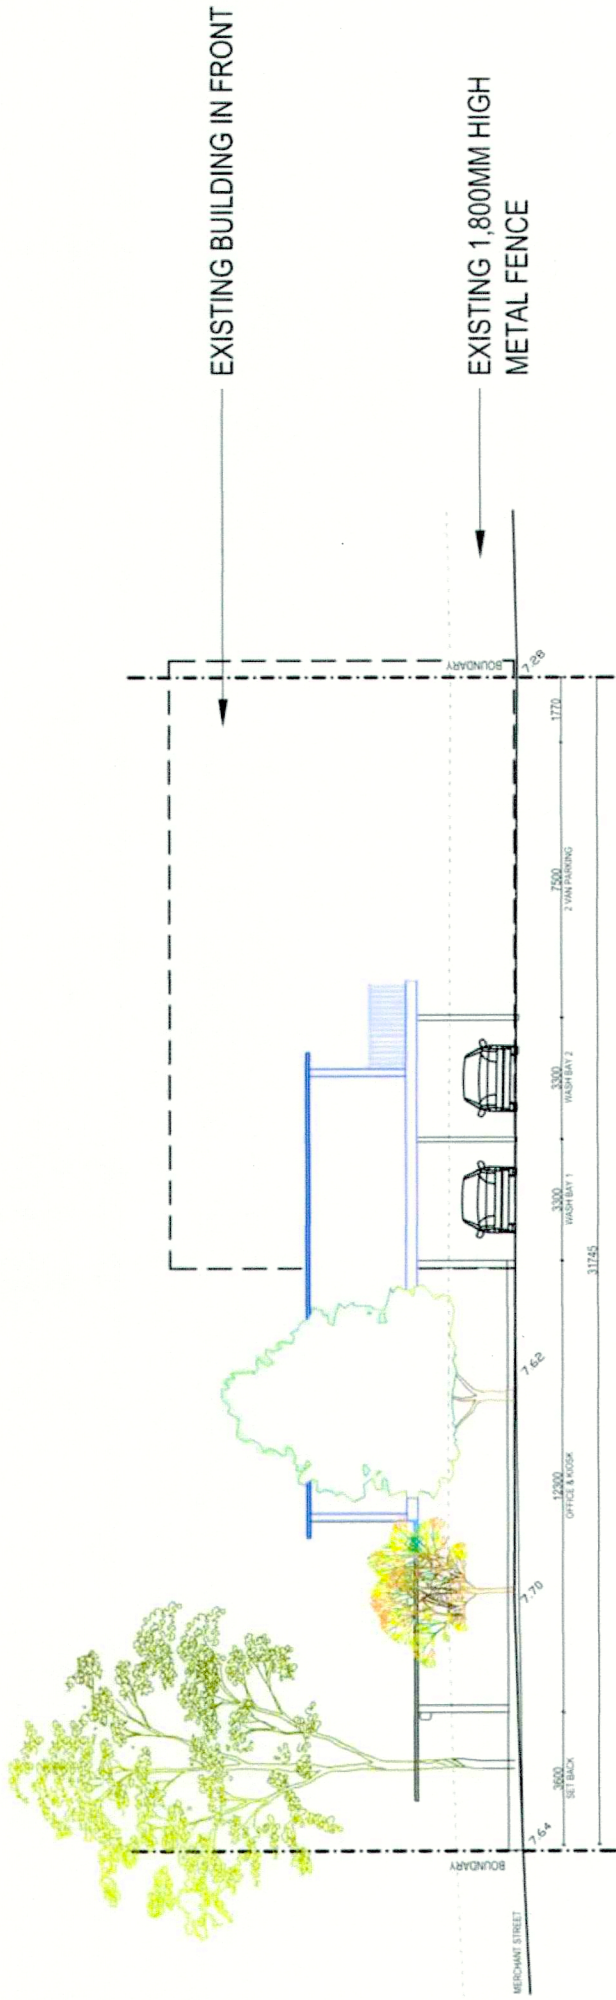 EXISTING BUILDING IN FRONT
EXISTING 1,800MM HIGH
METAL FENCE
BOUNDARY
BOUNDARY
MERCHANT STREET
7.64
7.70
7.62
7.28
3600
12300
3300
3300
7500
1770
SET BACK
OFFICE & KIOSK
WASH BAY 1
WASH BAY 2
2 VAN PARKING
31745